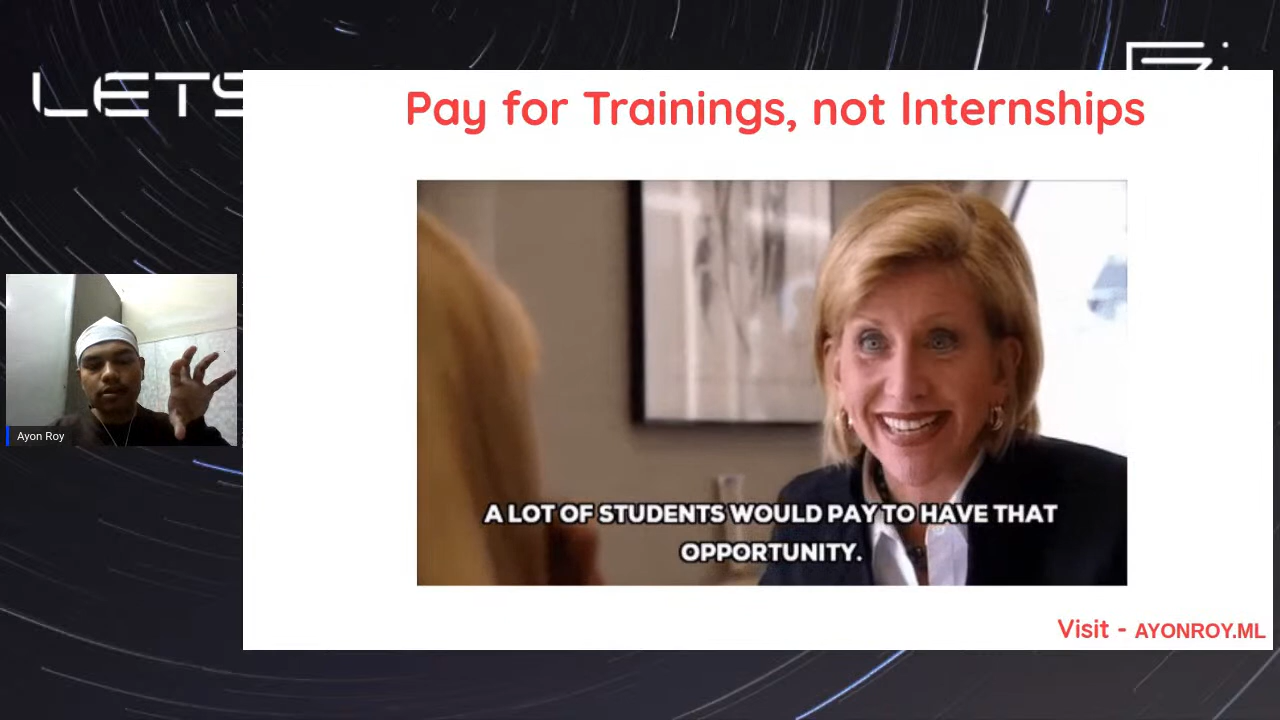 LETS
Pay for Trainings, not Internships
Ayon Roy
A LOT OF STUDENTS WOULD PAY TO HAVE THAT
OPPORTUNITY.
Visit - AYONROY.ML